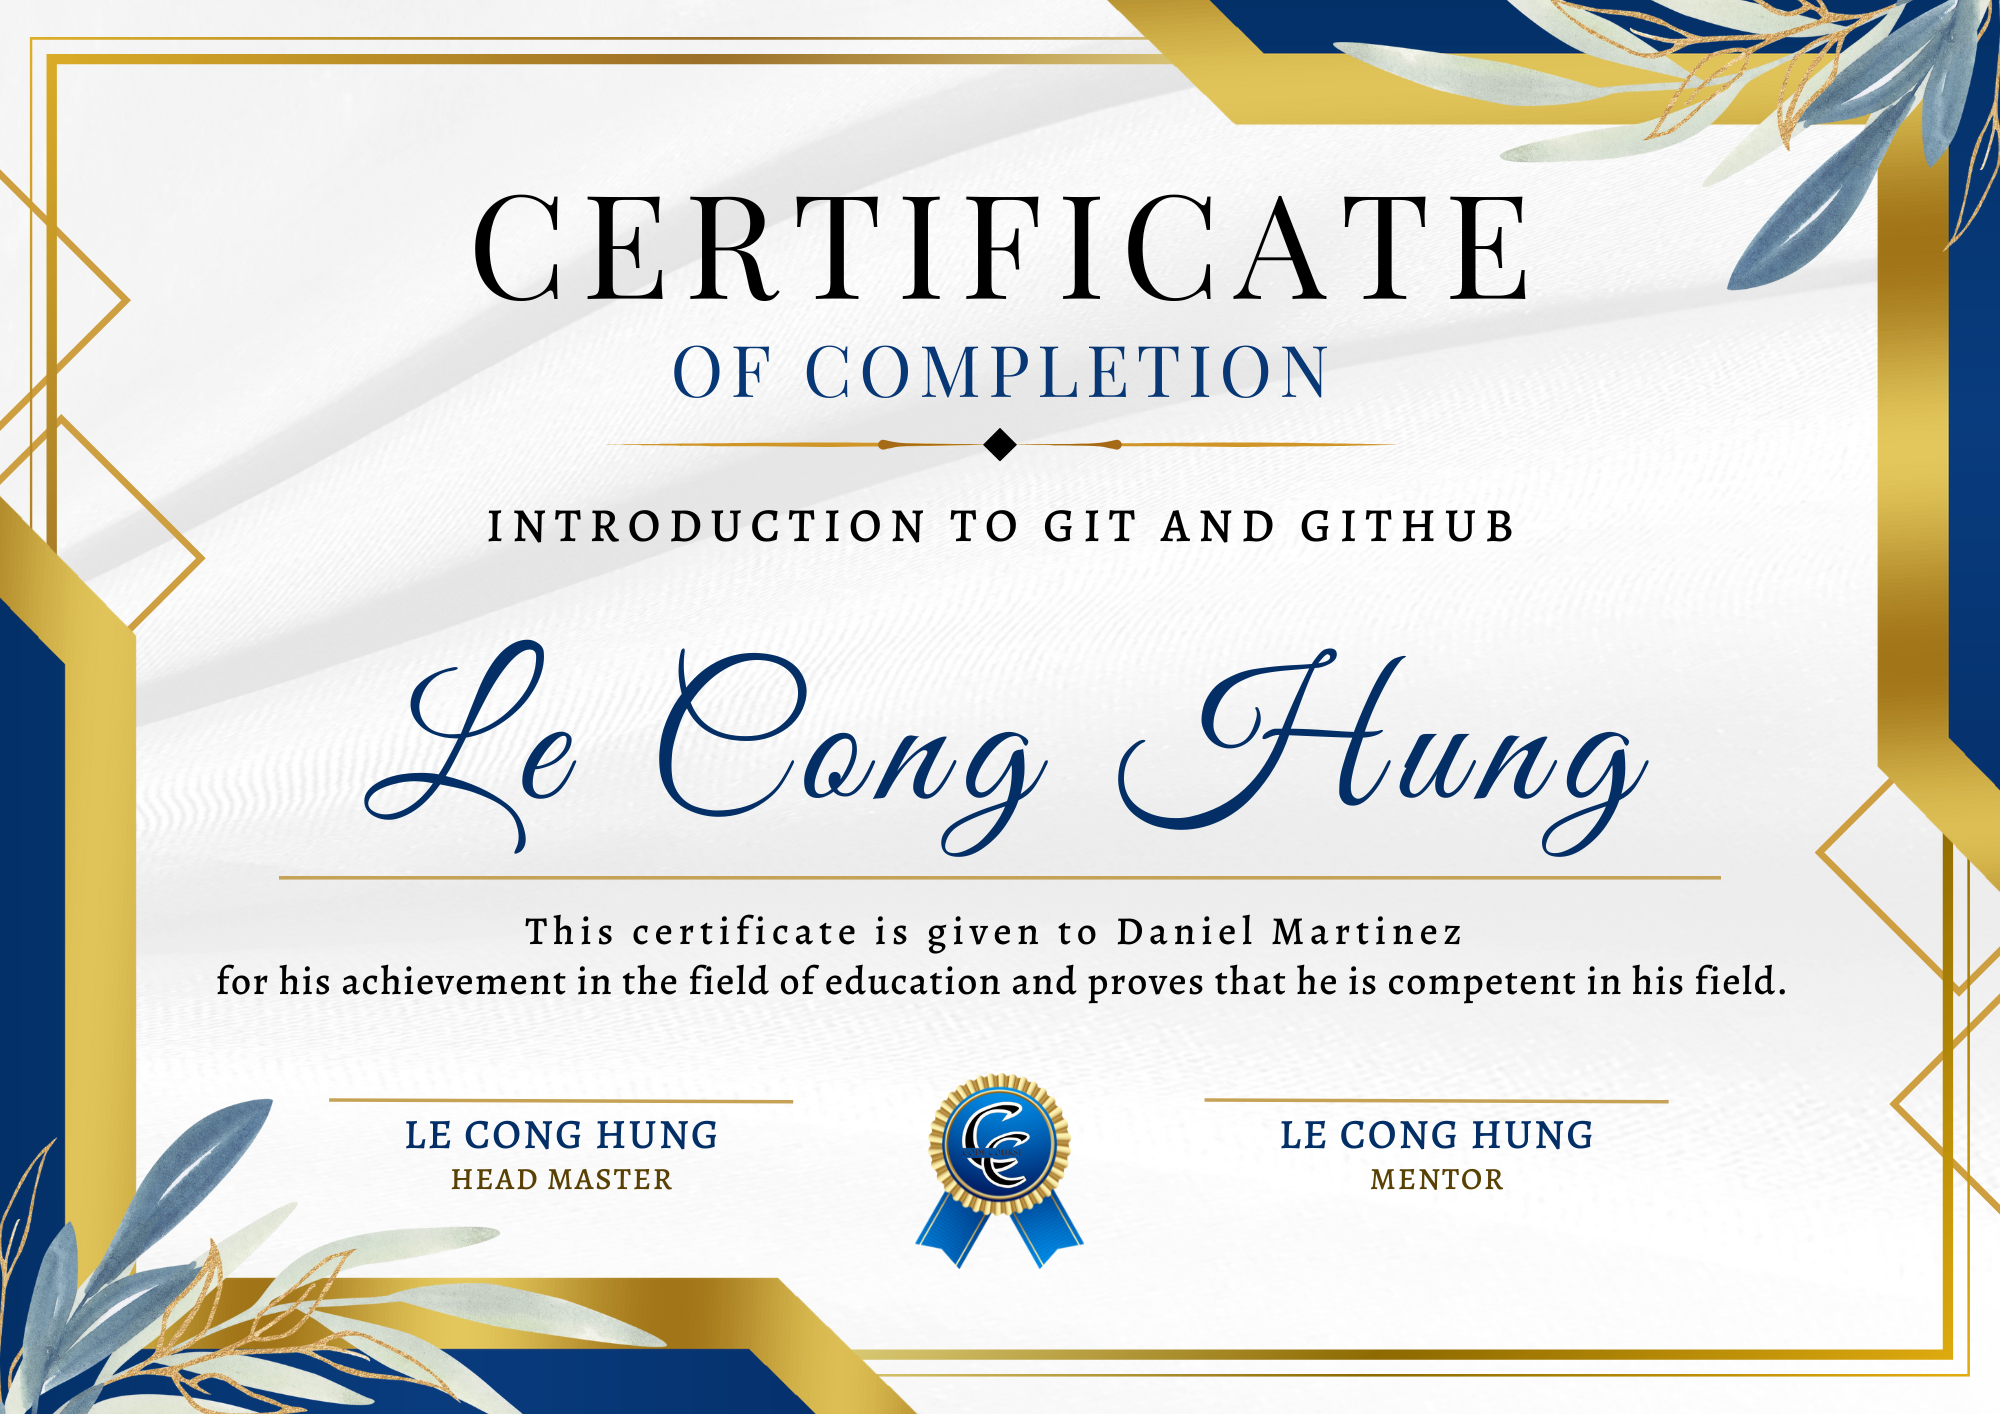 CERTIFICATE
OF COMPLETION
INTRODUCTION TO GIT AND GITHUB
Le Cong Hung
This certificate is given to Daniel Martinez
for his achievement in the field of education and proves that he is competent in his field.
LE CONG HUNG
HEAD MASTER
CC
LE CONG HUNG
MENTOR